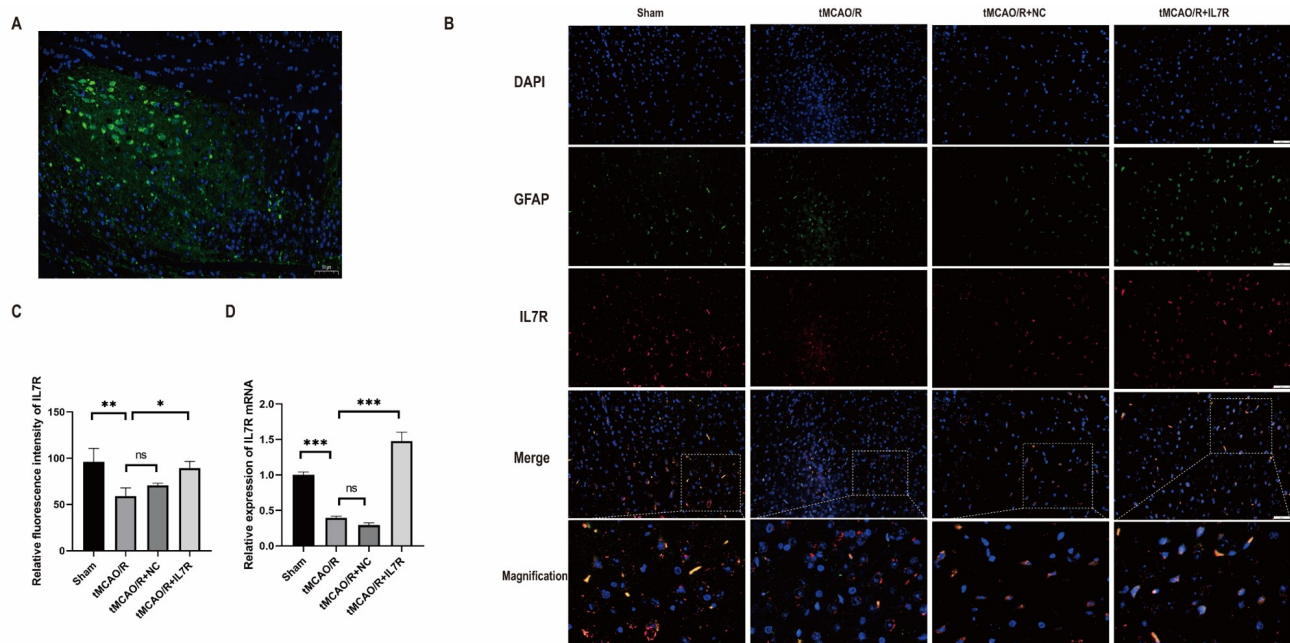 A
B
Sham
tMCAO/R
tMCAO/R+NC
tMCAO/R+IL7R
DAPI
GFAP
IL7R
Merge
Magnification
C
Relative fluorescence intensity of IL7R
150
100
50
0
**
*
ns
Sham
tMCAO/R
tMCAO/R+NC
tMCAO/R+IL7R
D
Relative expression of IL7R mRNA
2.0
1.5
1.0
0.5
0.0
***
***
ns
Sham
tMCAO/R
tMCAO/R+NC
tMCAO/R+IL7R